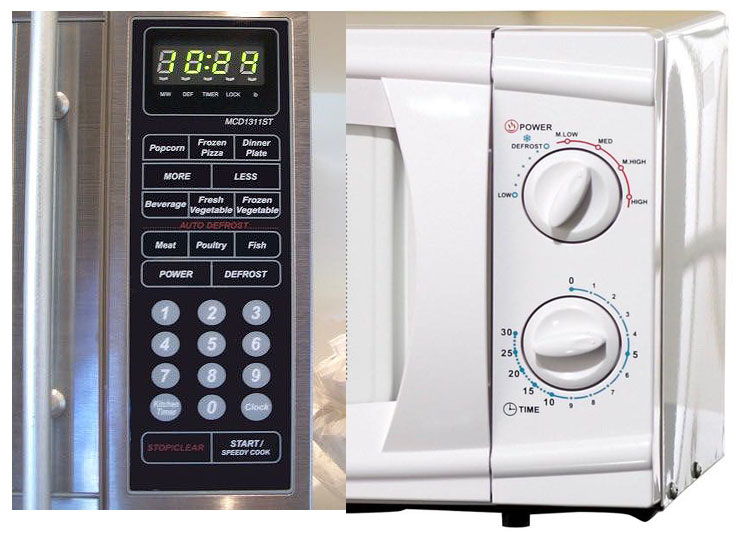 10:24
M/W DEF TIMER LOCK lb
MCD1311ST
Popcorn Frozen Pizza Dinner Plate
MORE LESS
Beverage Fresh Vegetable Frozen Vegetable
AUTO DEFROST
Meat Poultry Fish
POWER DEFROST
1 2 3
4 5 6
7 8 9
Kitchen Timer 0 Clock
STOP/CLEAR START/ SPEEDY COOK
POWER
DEFROST M.LOW MED M.HIGH HIGH
LOW
0 1 2 3 4 5 6 7 8 9 10 15 20 25 30
TIME